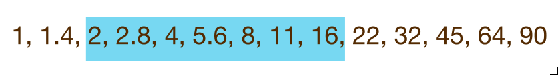 1, 1.4, 2, 2.8, 4, 5.6, 8, 11, 16, 22, 32, 45, 64, 90